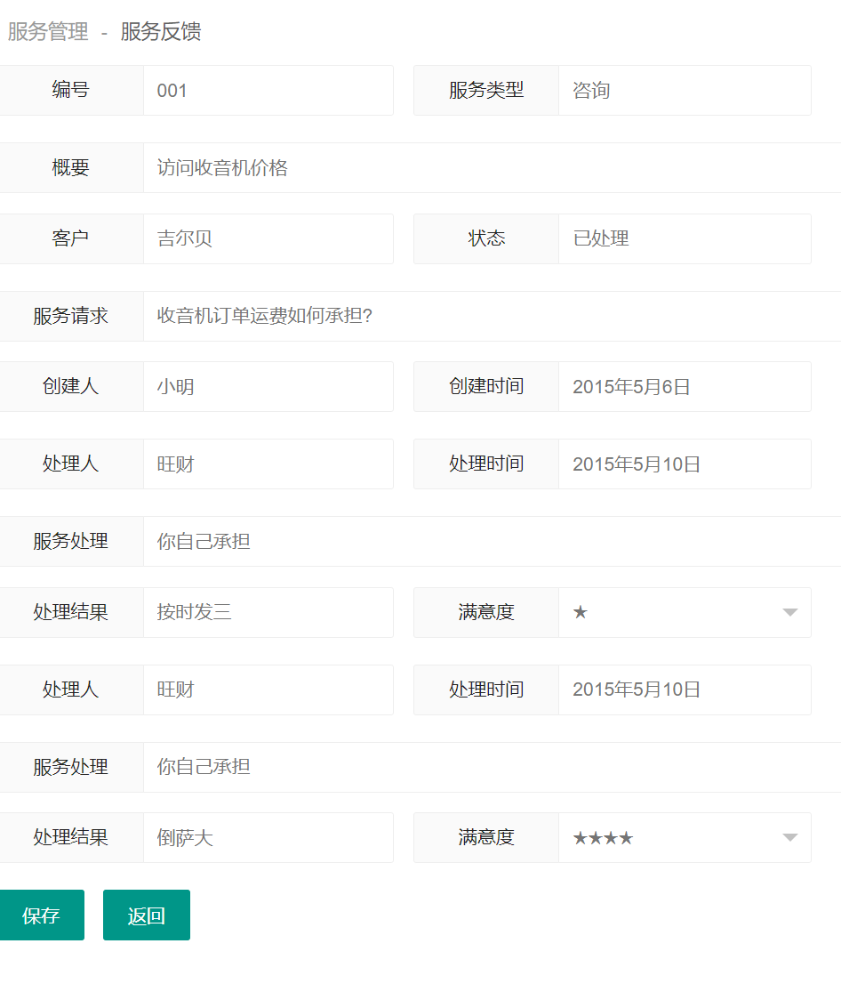 服务管理 - 服务反馈
编号 001 服务类型 咨询
概要 访问收音机价格
客户 吉尔贝 状态 已处理
服务请求 收音机订单运费如何承担?
创建人 小明 创建时间 2015年5月6日
处理人 旺财 处理时间 2015年5月10日
服务处理 你自己承担
处理结果 按时发三 满意度 ★
处理人 旺财 处理时间 2015年5月10日
服务处理 你自己承担
处理结果 倒萨大 满意度 ★★★★
保存 返回